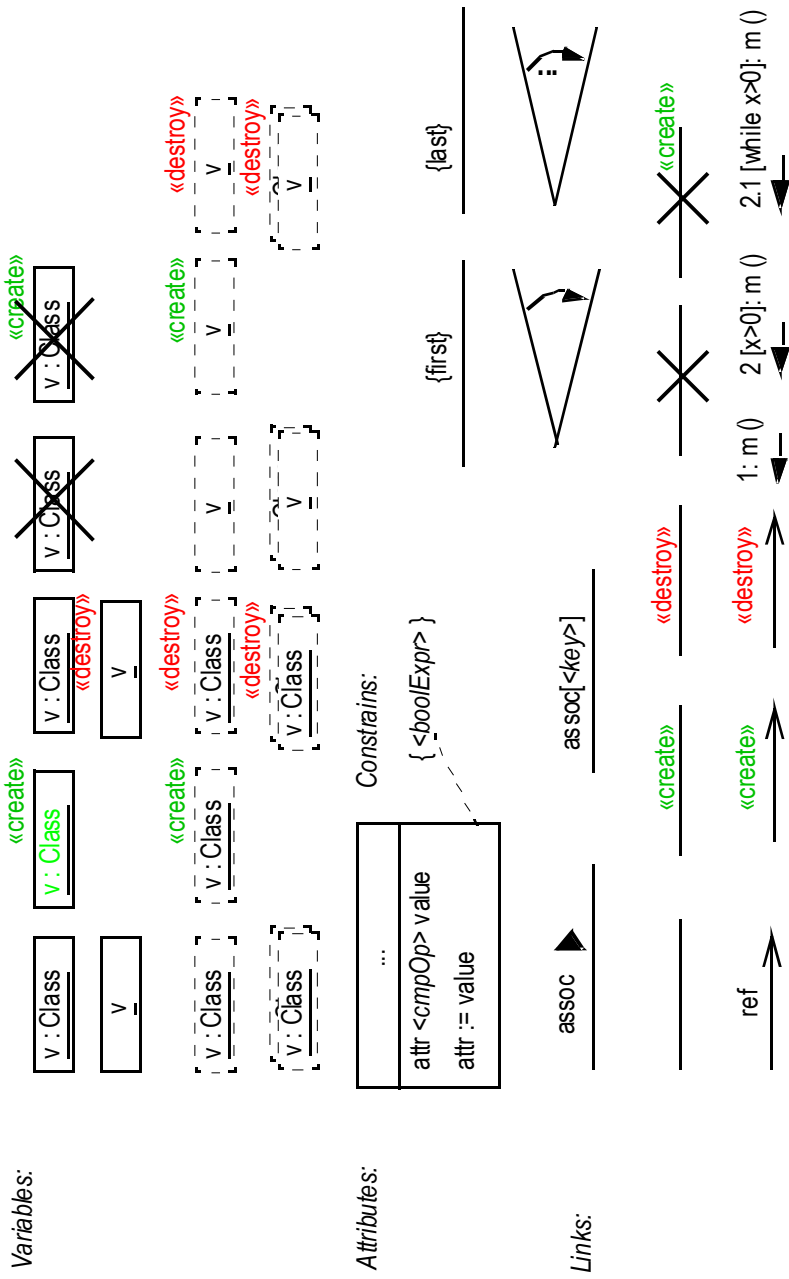 «create» «create»
Variables:
v : Class v : Class v : Class v : Class v : Class
«destroy»
v v
«create» «destroy» «create» «destroy»
v : Class v : Class v : Class v v v
«destroy» «destroy»
v : Class v : Class v v
Attributes: Constrains:
...
attr <cmpOp> value { <boolExpr> } {first} {last}
attr := value
...
Links: assoc assoc[<key>]
«create» «destroy» «create»
ref «create» «destroy» 1: m () 2 [x>0]: m () 2.1 [while x>0]: m ()